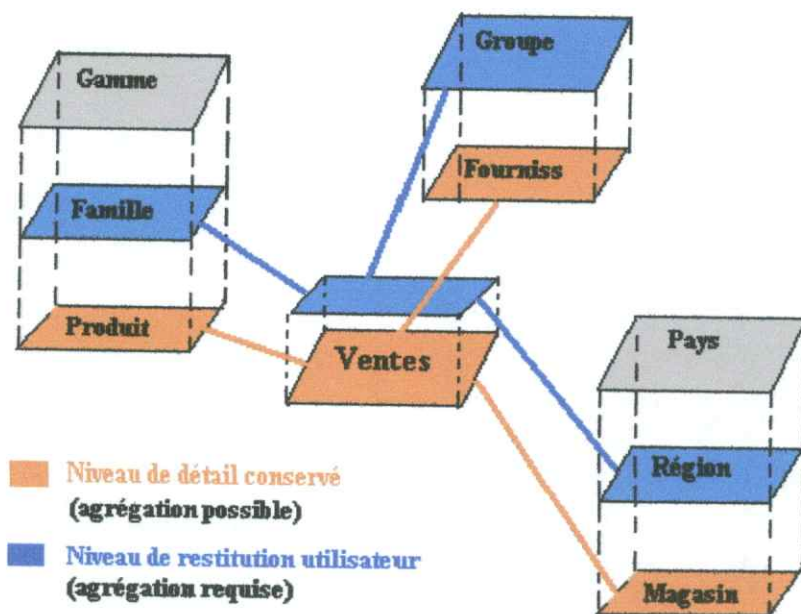 Gamme
Groupe
Fourniss
Famille
Produit
Ventes
Pays
Région
Magasin
Niveau de détail conservé
(agrégation possible)
Niveau de restitution utilisateur
(agrégation requise)